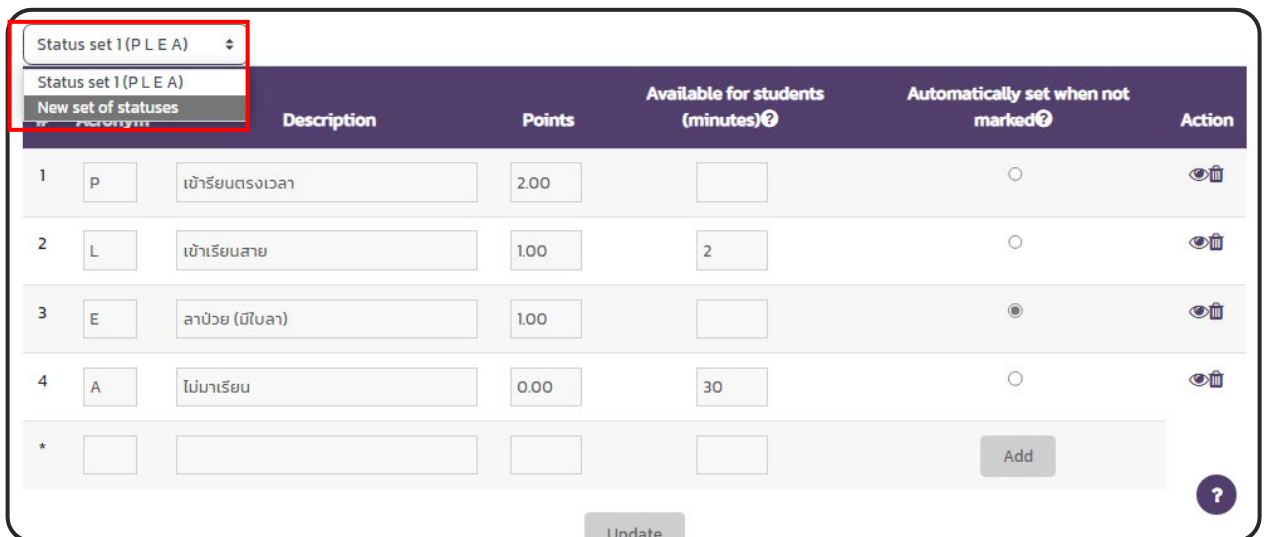 Status set 1 (P L E A)
Status set 1 (P L E A)
New set of statuses
# Acronym Description Points Available for students (minutes) Automatically set when not marked Action
1 P เข้ารียนตรงเวลา 2.00
2 L เข้าเรียนสาย 1.00 2
3 E ลาป่วย (มีใบลา) 1.00
4 A ไม่มาเรียน 0.00 30
* Add
?
Update